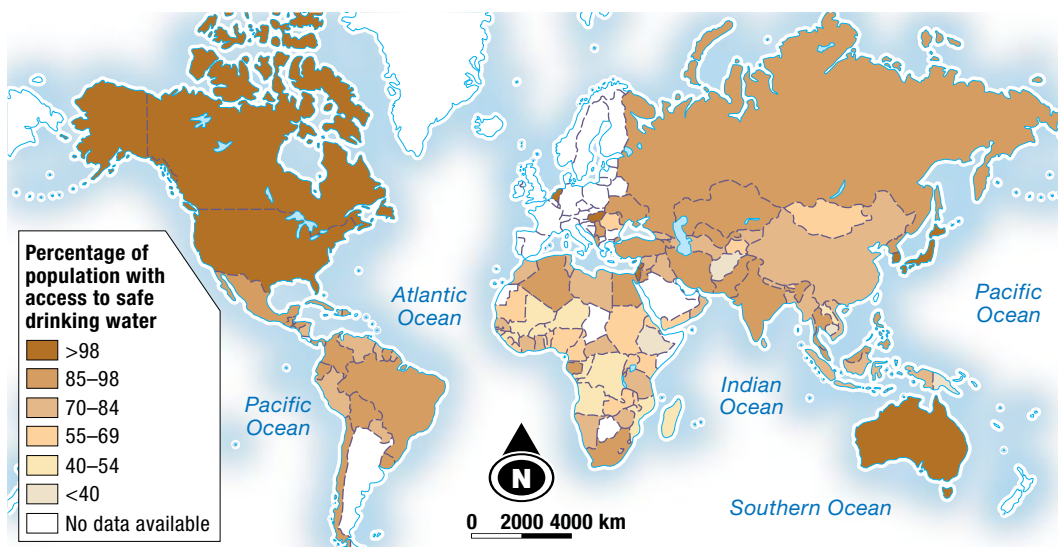 Percentage of
population with
access to safe
drinking water
>98
85–98
70–84
55–69
40–54
<40
No data available
Atlantic
Ocean
Pacific
Ocean
Pacific
Ocean
Indian
Ocean
Southern Ocean
N
0 2000 4000 km